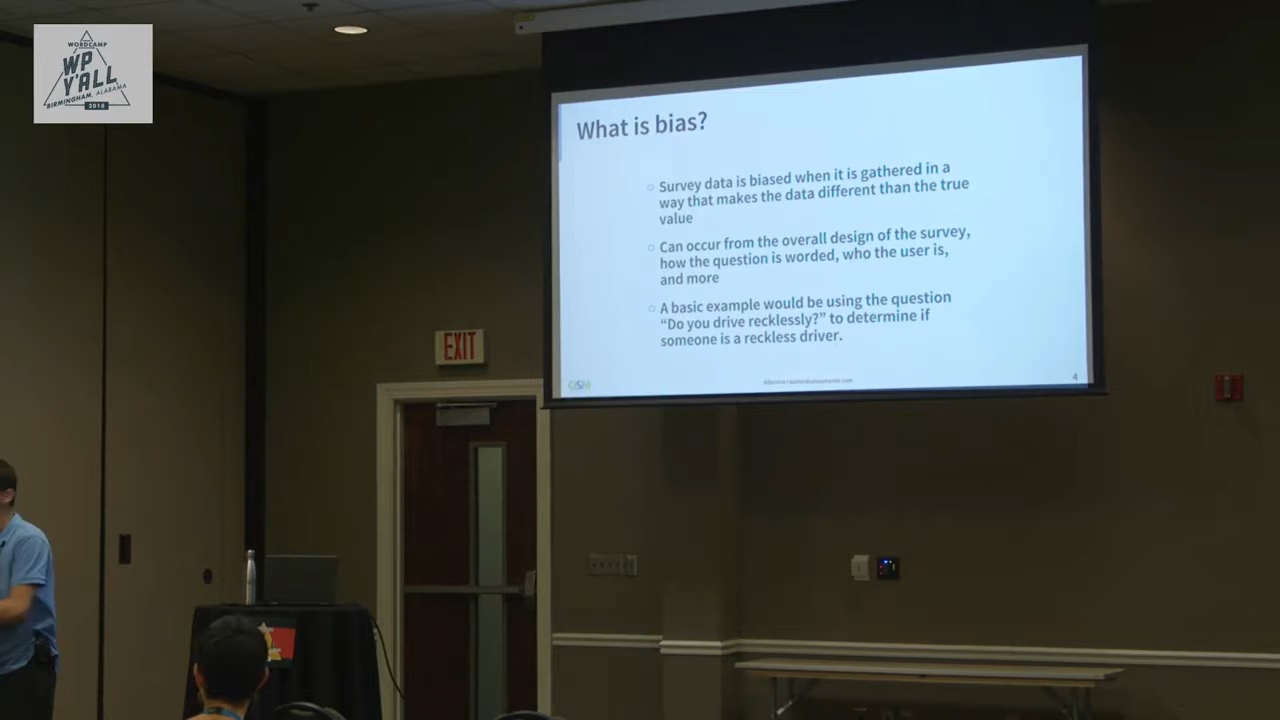 WORDCAMP
WP
Y'ALL
BIRMINGHAM, ALABAMA
2018
What is bias?
Survey data is biased when it is gathered in a
way that makes the data different than the true
value
Can occur from the overall design of the survey,
how the question is worded, who the user is,
and more
A basic example would be using the question
“Do you drive recklessly?” to determine if
someone is a reckless driver.
QSM
4
EXIT